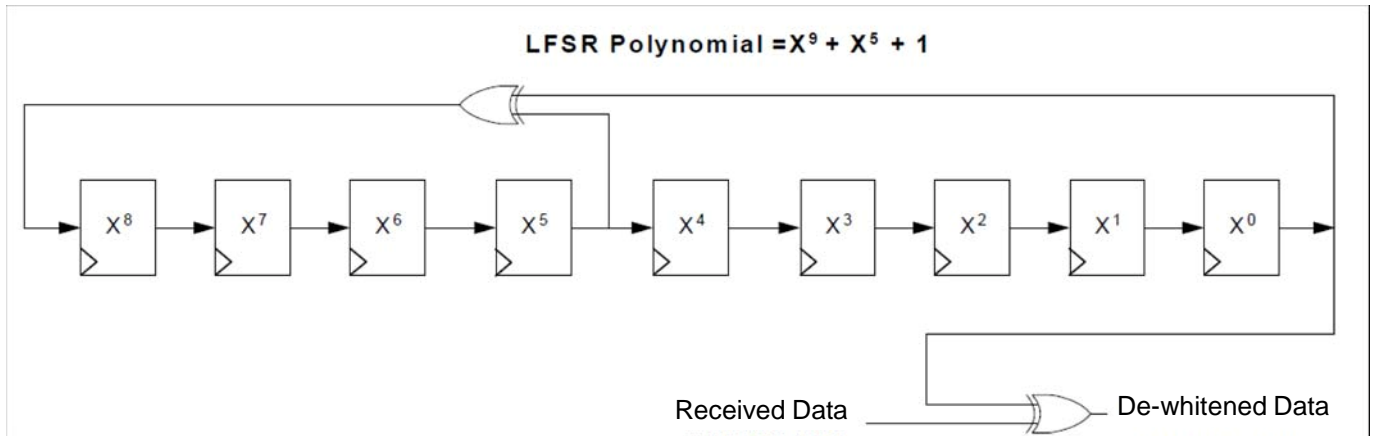 LFSR Polynomial =X⁹ + X⁵ + 1
X⁸ X⁷ X⁶ X⁵ X⁴ X³ X² X¹ X⁰
Received Data De-whitened Data